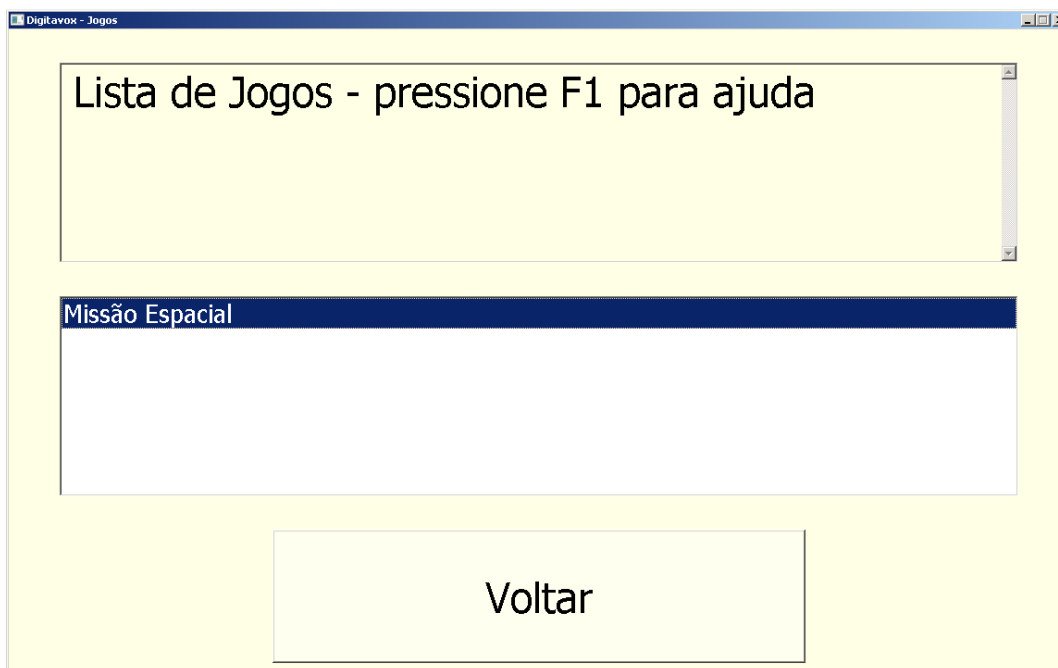 Digitavox - Jogos
Lista de Jogos - pressione F1 para ajuda
Missão Espacial
Voltar